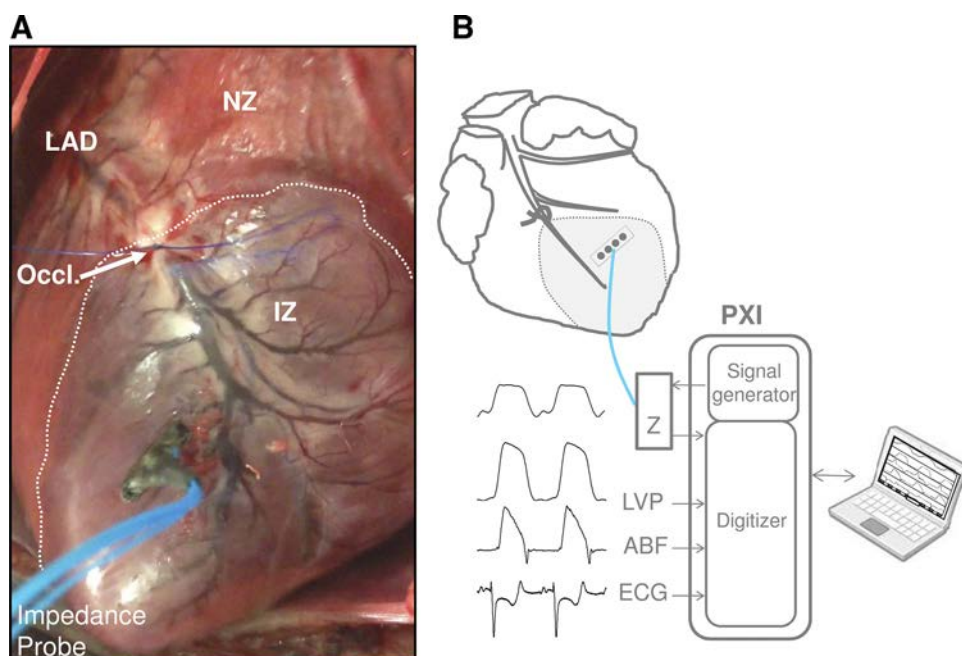 A
NZ
LAD
Occl.
IZ
Impedance
Probe
B
PXI
Signal
generator
Z
LVP
Digitizer
ABF
ECG